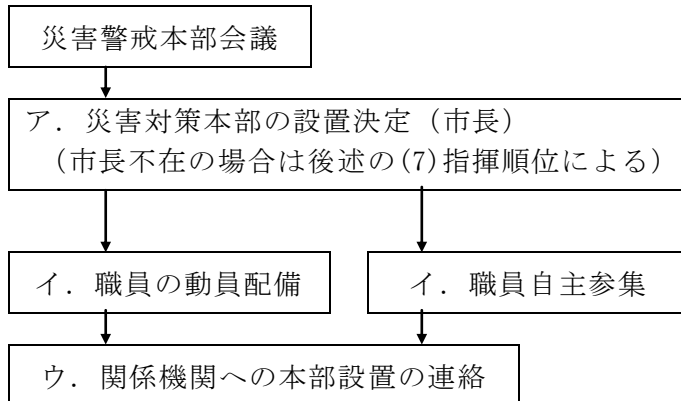 災害警戒本部会議
ア．災害対策本部の設置決定（市長）
（市長不在の場合は後述の(7)指揮順位による）
イ．職員の動員配備
イ．職員自主参集
ウ．関係機関への本部設置の連絡